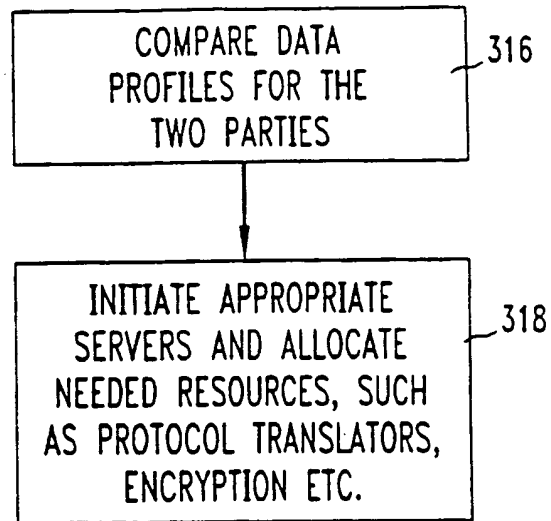 COMPARE DATA
PROFILES FOR THE
TWO PARTIES
316
INITIATE APPROPRIATE
SERVERS AND ALLOCATE
NEEDED RESOURCES, SUCH
AS PROTOCOL TRANSLATORS,
ENCRYPTION ETC.
318